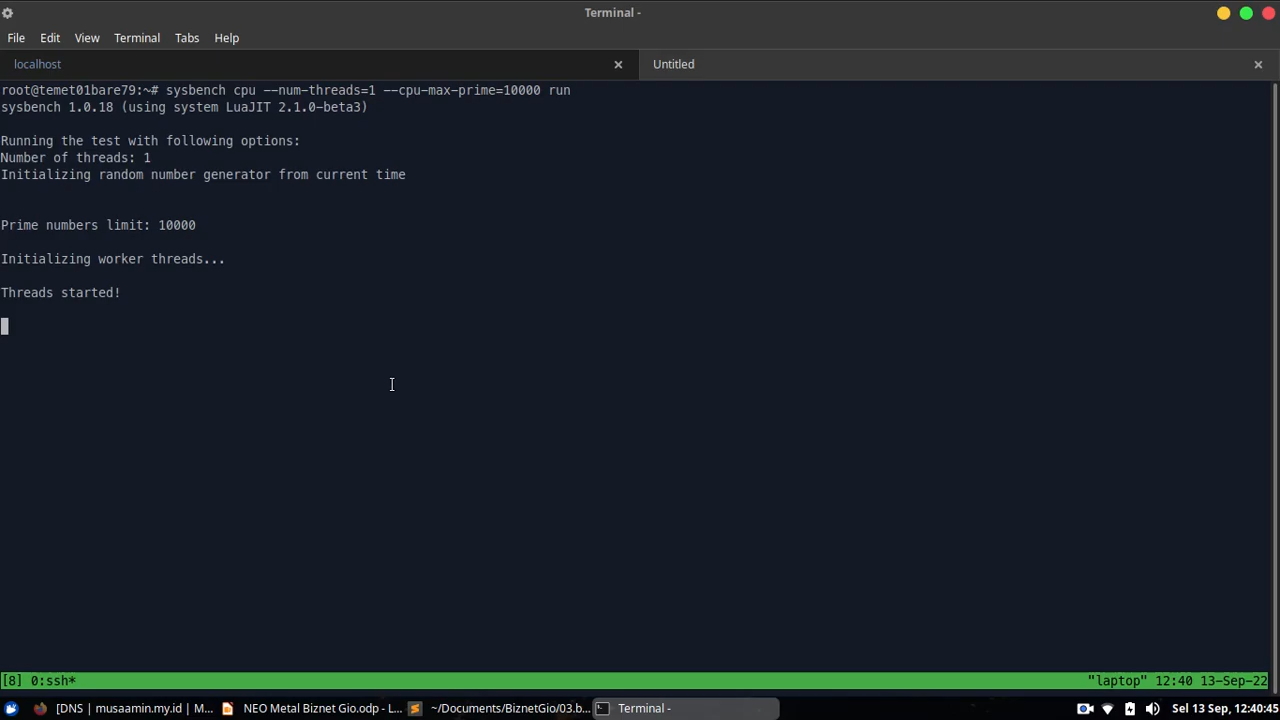 Terminal -
File Edit View Terminal Tabs Help
localhost Untitled
root@temet01bare79:~# sysbench cpu --num-threads=1 --cpu-max-prime=10000 run
sysbench 1.0.18 (using system LuaJIT 2.1.0-beta3)
Running the test with following options:
Number of threads: 1
Initializing random number generator from current time
Prime numbers limit: 10000
Initializing worker threads...
Threads started!
[8] 0:ssh* "laptop" 12:40 13-Sep-22
[DNS | musaamin.my.id | M... NEO Metal Biznet Gio.odp - L... ~/Documents/BiznetGio/03.b... Terminal - Sel 13 Sep, 12:40:45